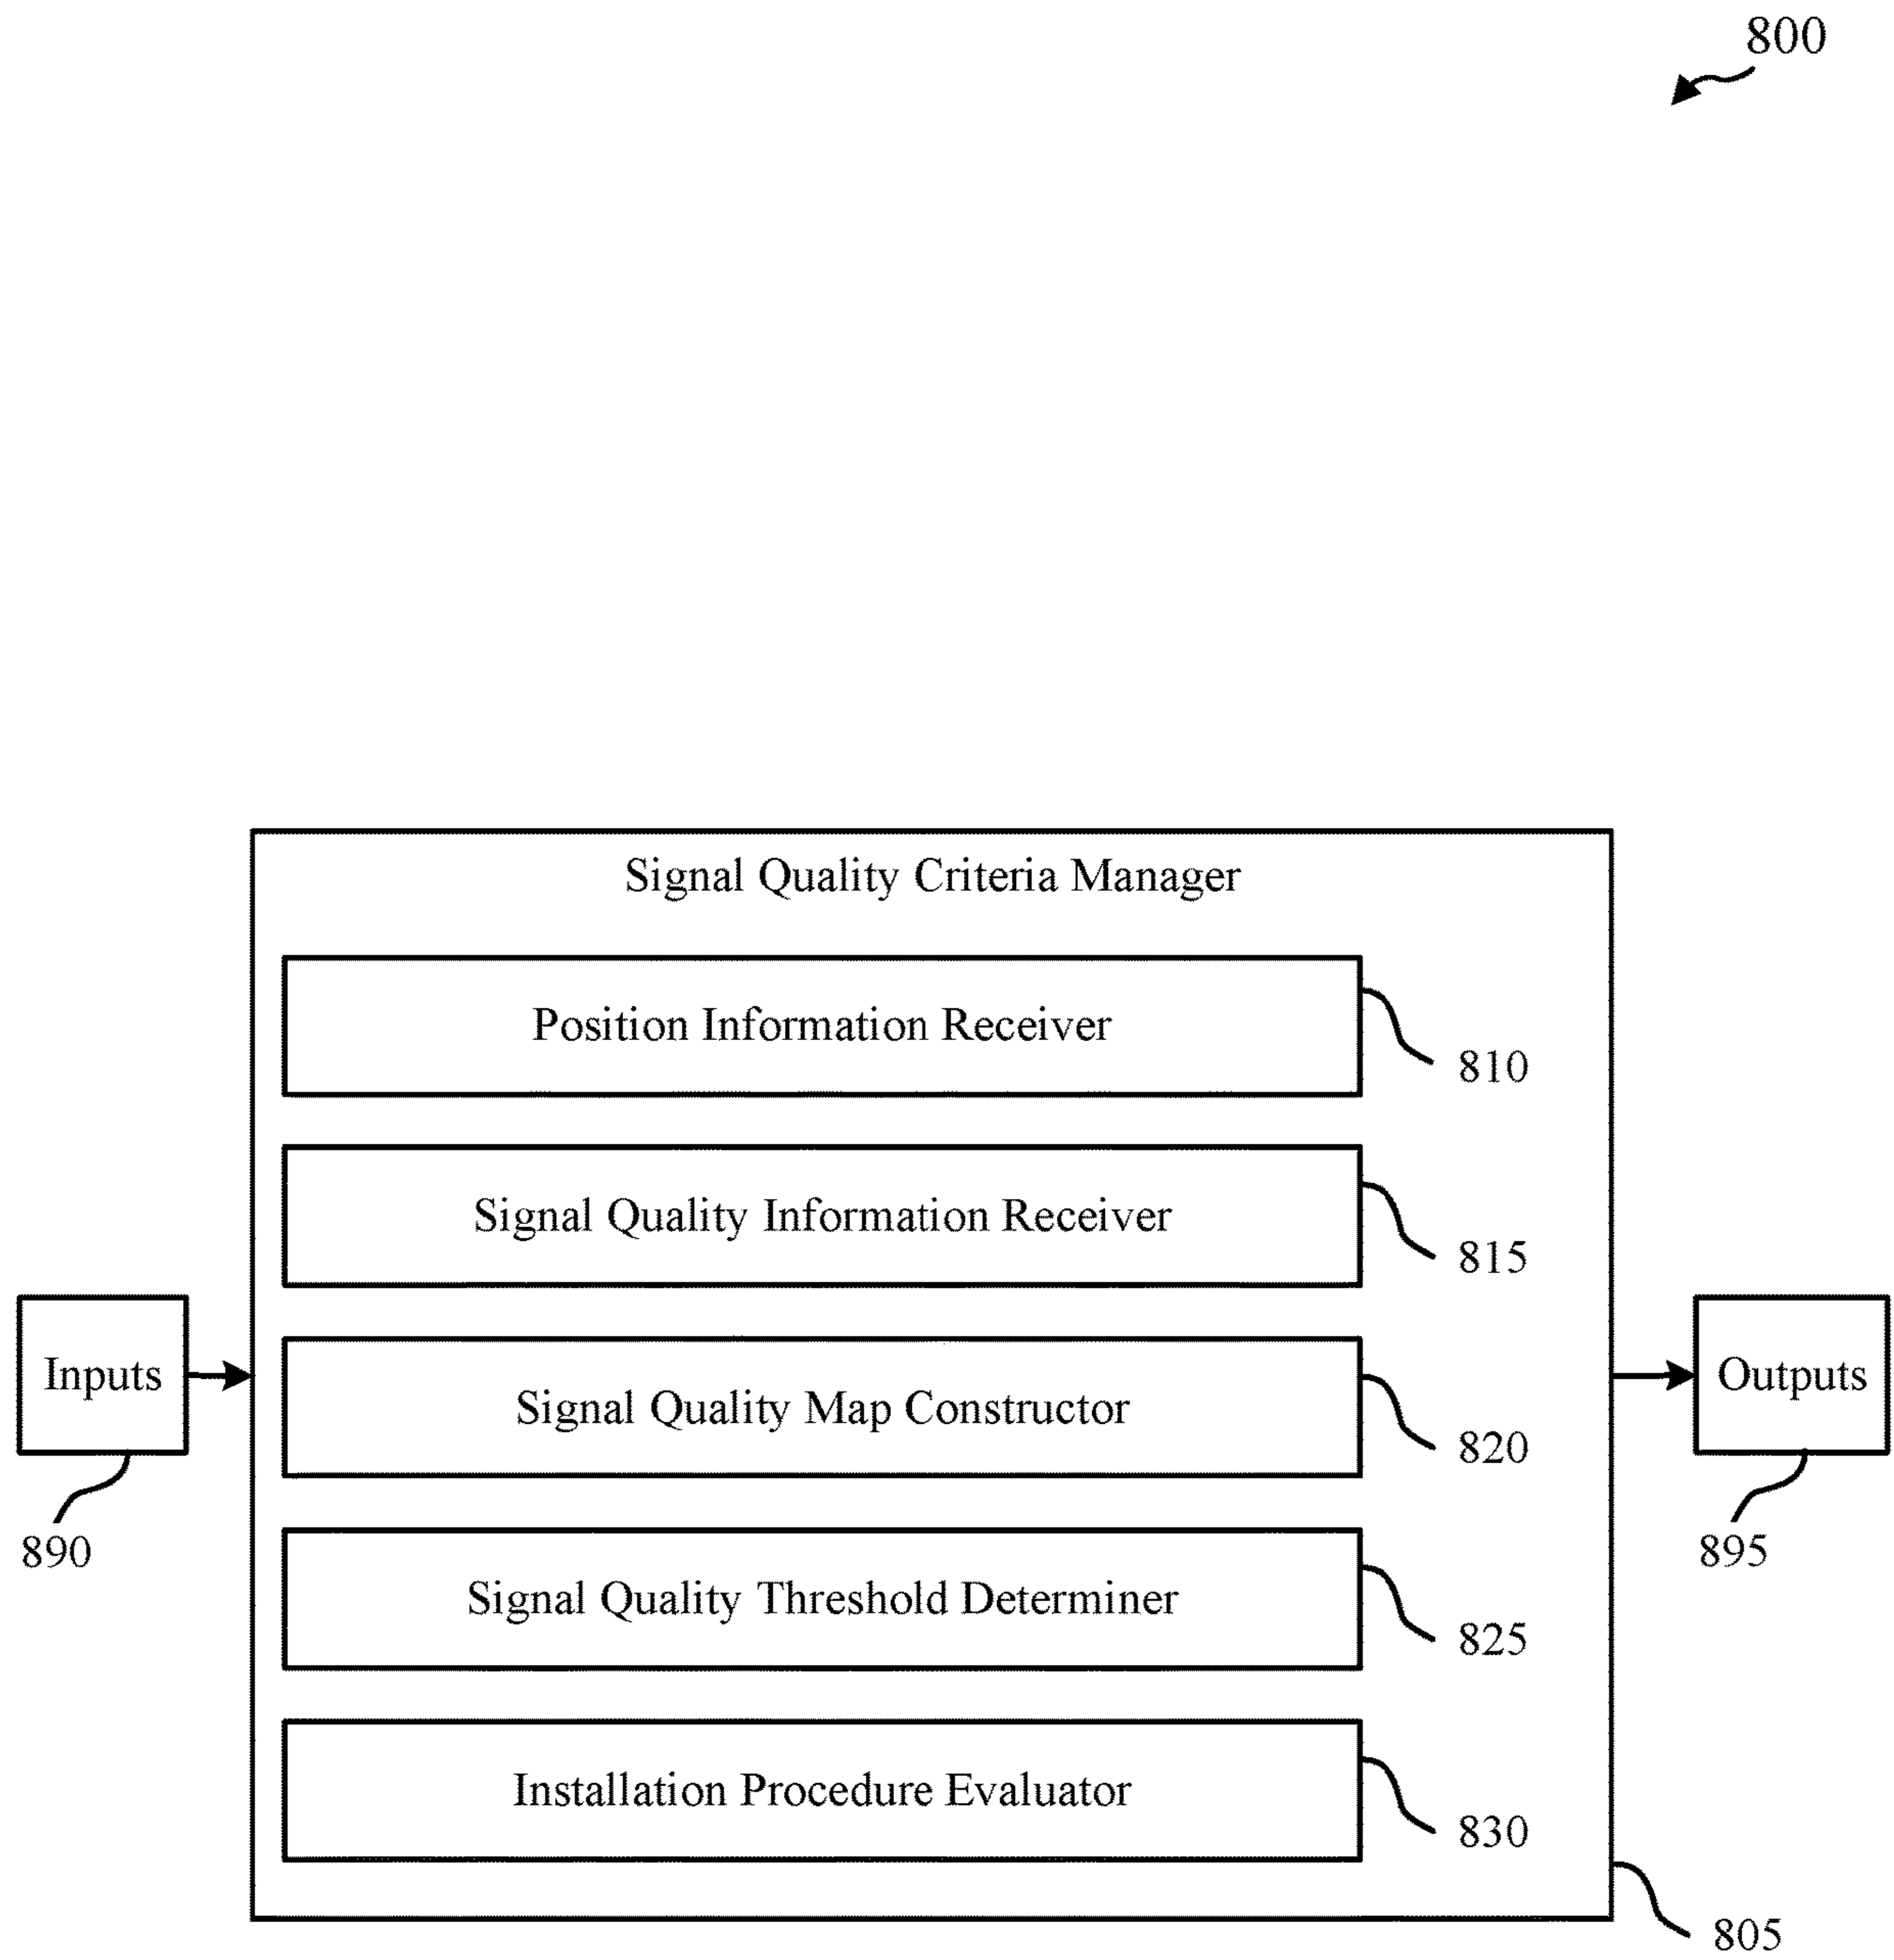 800
Signal Quality Criteria Manager
Position Information Receiver
810
Signal Quality Information Receiver
815
Inputs
890
Signal Quality Map Constructor
820
Outputs
895
Signal Quality Threshold Determiner
825
Installation Procedure Evaluator
830
805